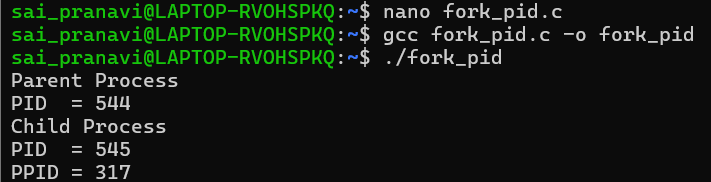 sai_pranavi@LAPTOP-RVOHSPKQ:~$ nano fork_pid.c
sai_pranavi@LAPTOP-RVOHSPKQ:~$ gcc fork_pid.c -o fork_pid
sai_pranavi@LAPTOP-RVOHSPKQ:~$ ./fork_pid
Parent Process
PID  = 544
Child Process
PID  = 545
PPID = 317